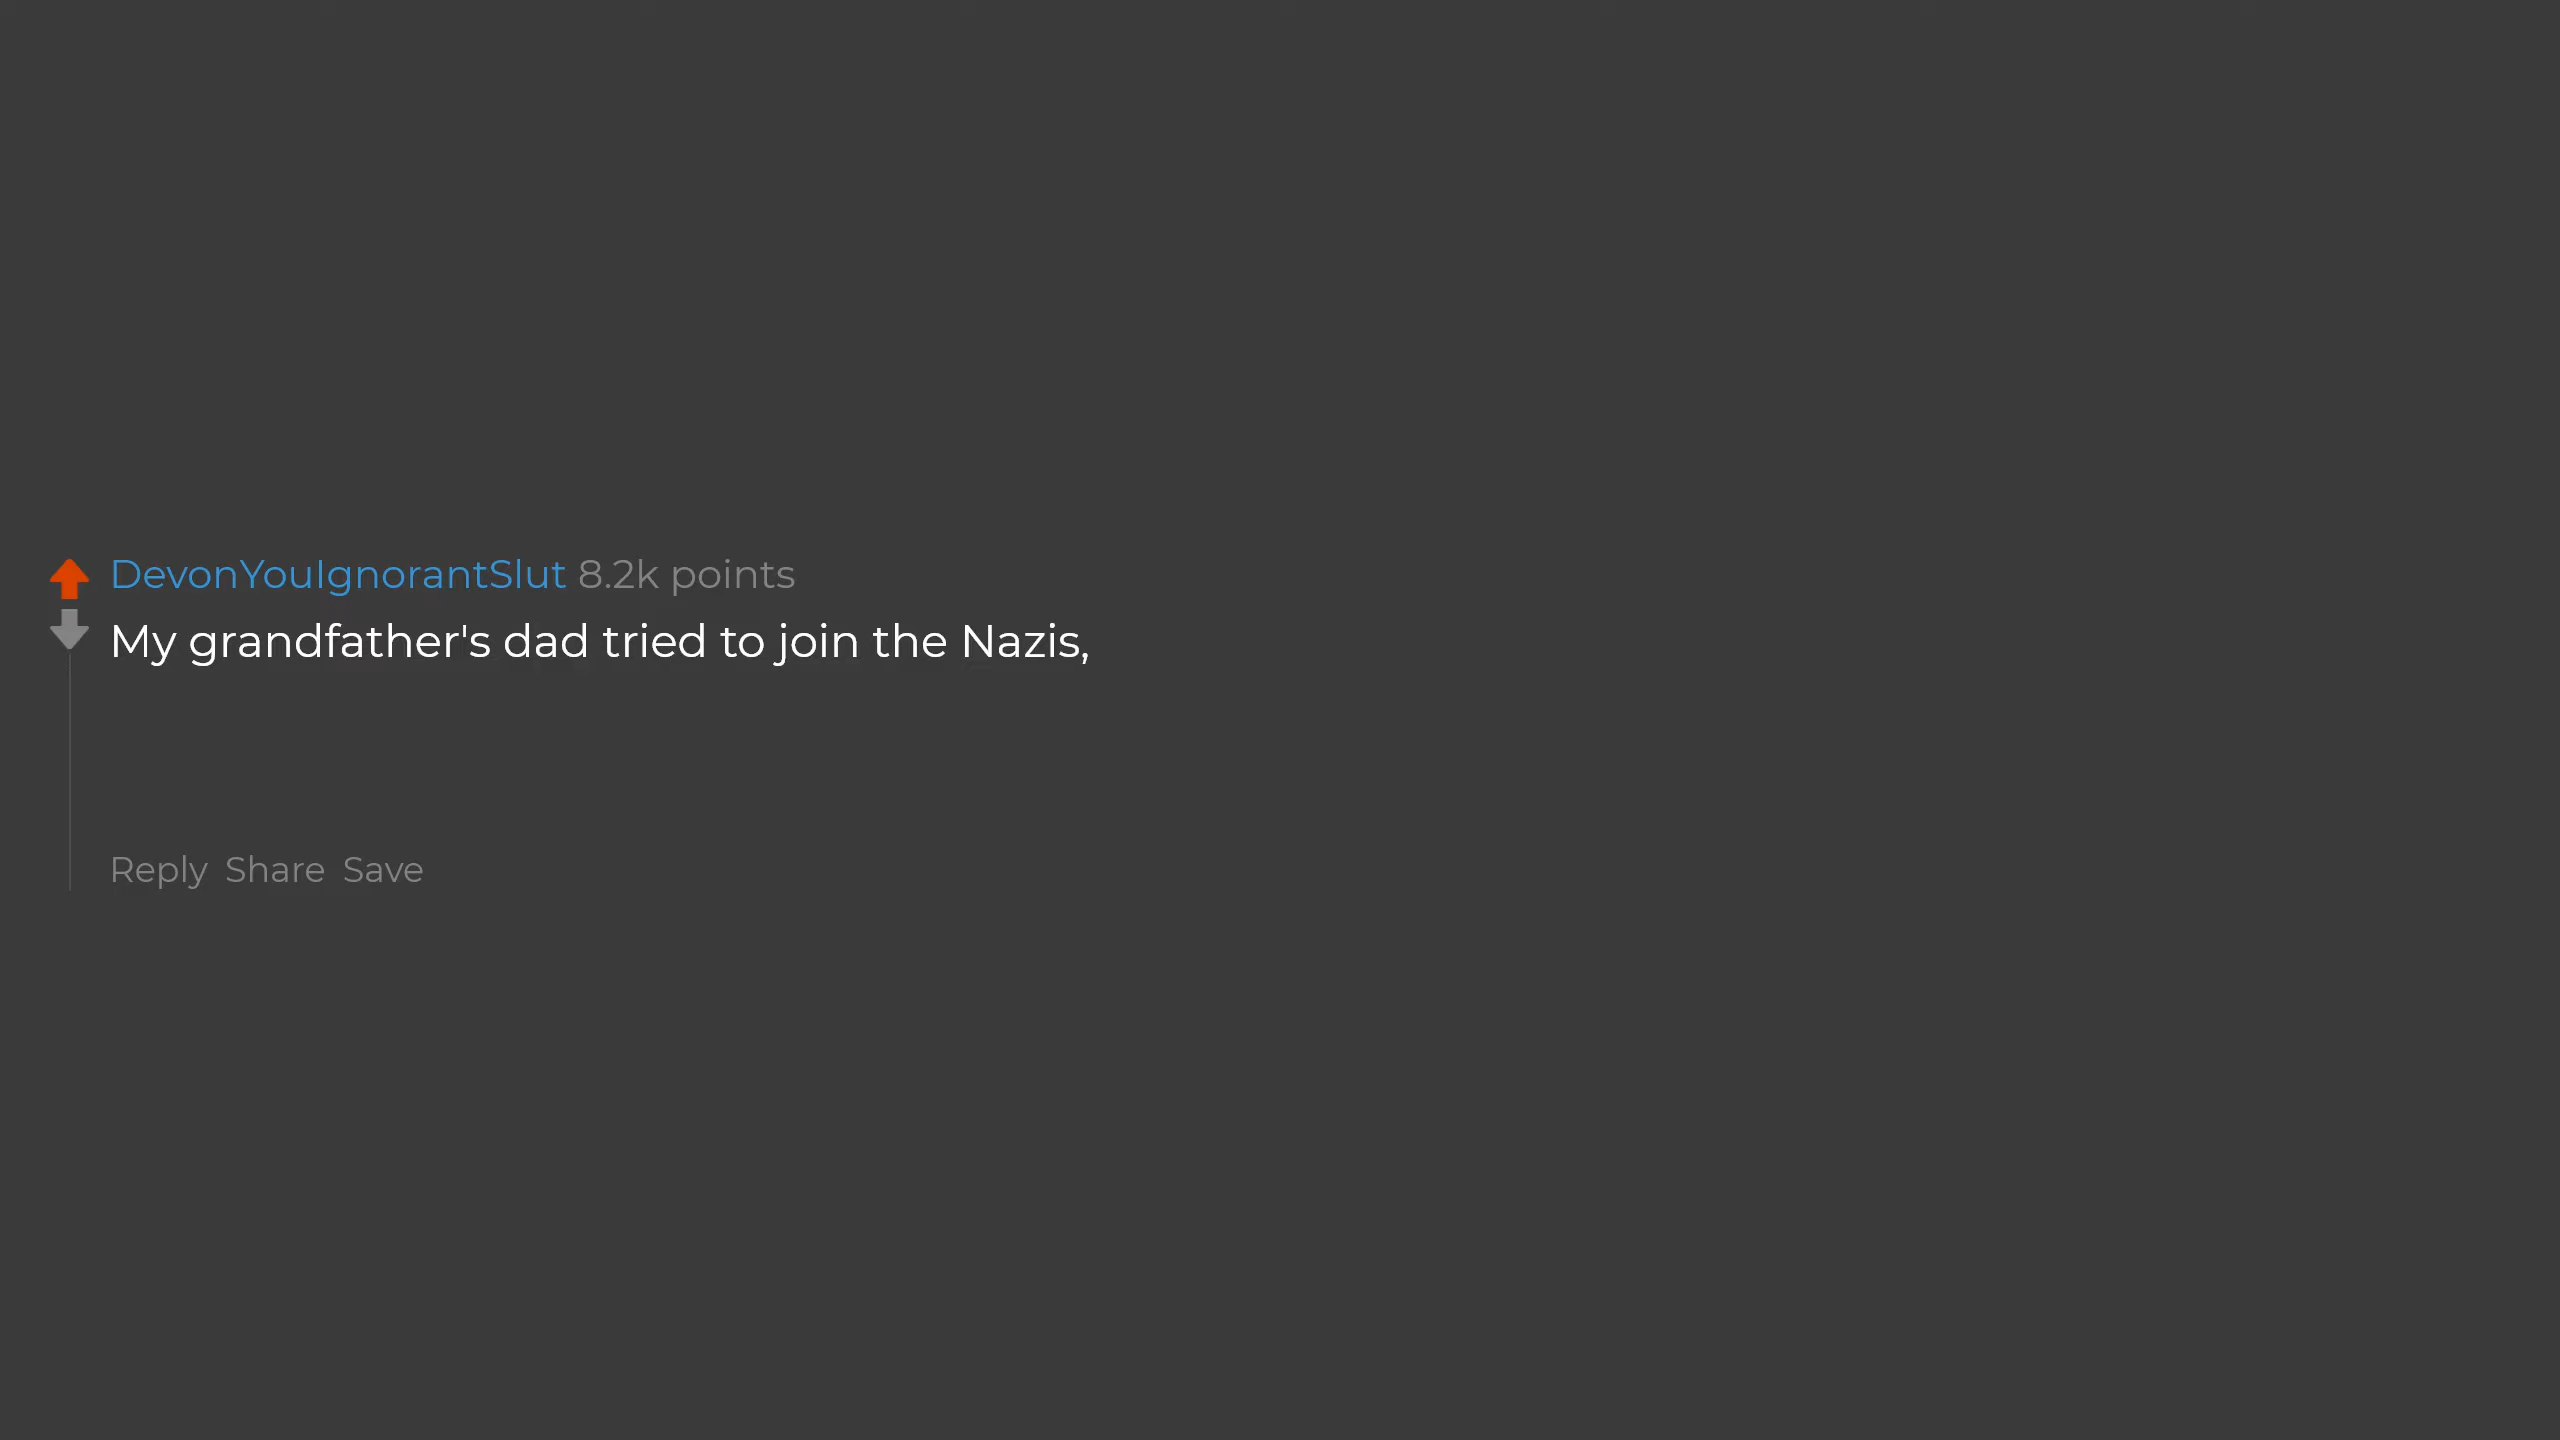 DevonYouIgnorantSlut 8.2k points
My grandfather's dad tried to join the Nazis,
Reply Share Save